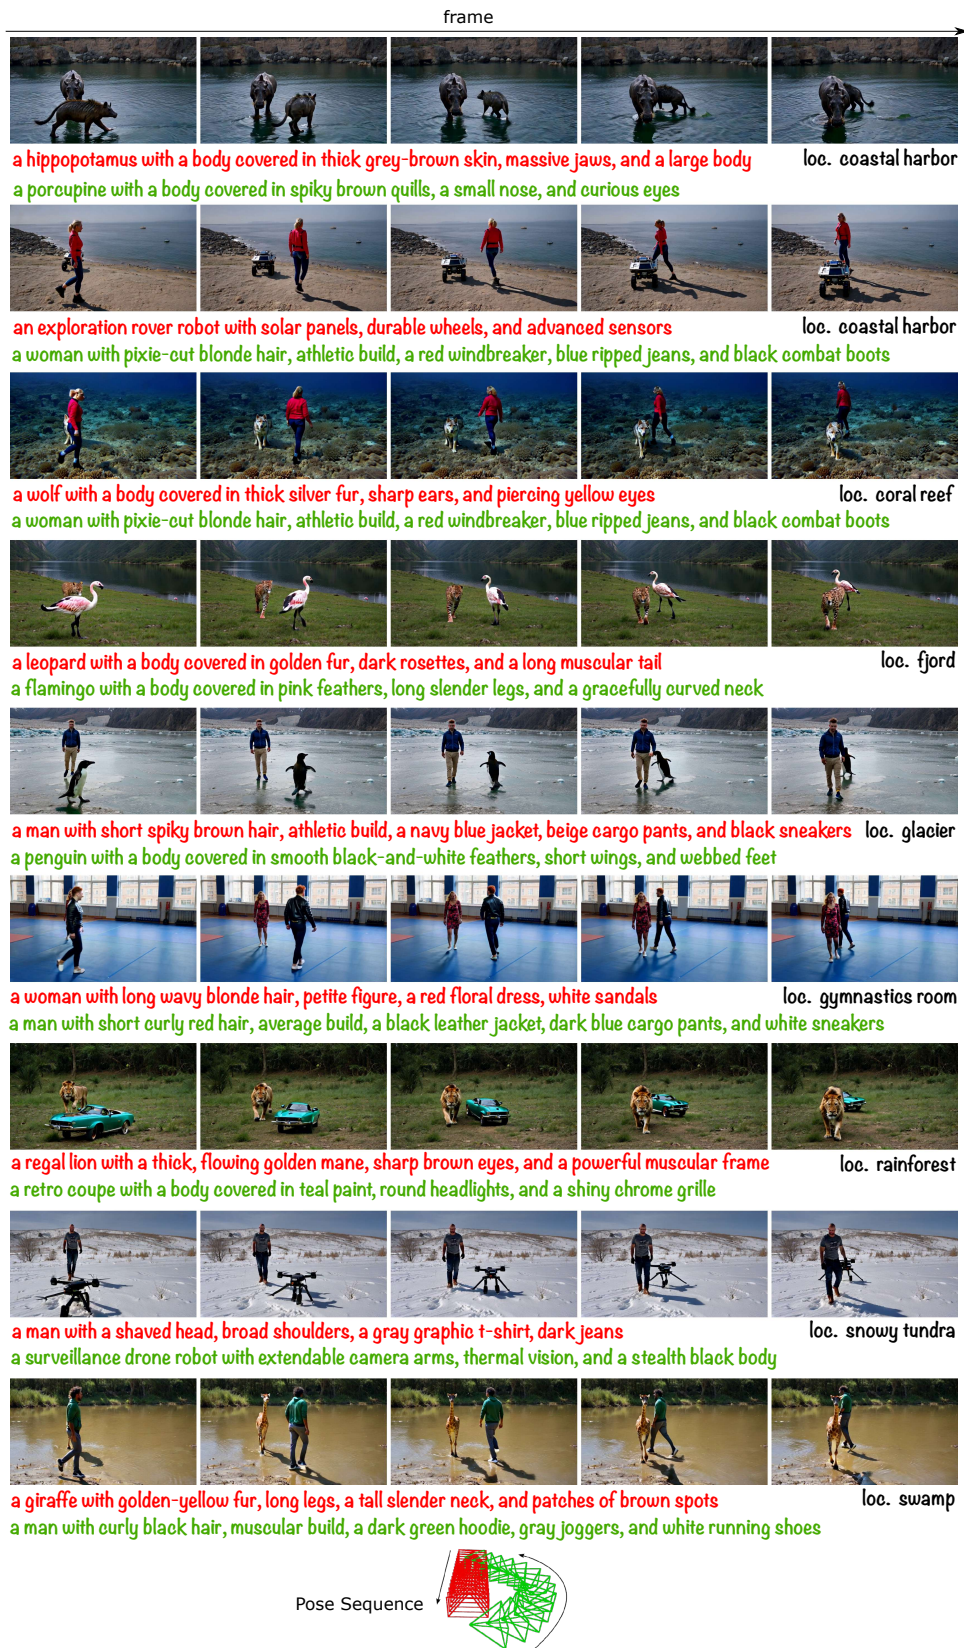 frame
a hippopotamus with a body covered in thick grey-brown skin, massive jaws, and a large body
loc. coastal harbor
a porcupine with a body covered in spiky brown quills, a small nose, and curious eyes
an exploration rover robot with solar panels, durable wheels, and advanced sensors
loc. coastal harbor
a woman with pixie-cut blonde hair, athletic build, a red windbreaker, blue ripped jeans, and black combat boots
a wolf with a body covered in thick silver fur, sharp ears, and piercing yellow eyes
loc. coral reef
a woman with pixie-cut blonde hair, athletic build, a red windbreaker, blue ripped jeans, and black combat boots
a leopard with a body covered in golden fur, dark rosettes, and a long muscular tail
loc. fjord
a flamingo with a body covered in pink feathers, long slender legs, and a gracefully curved neck
a man with short spiky brown hair, athletic build, a navy blue jacket, beige cargo pants, and black sneakers
loc. glacier
a penguin with a body covered in smooth black-and-white feathers, short wings, and webbed feet
a woman with long wavy blonde hair, petite figure, a red floral dress, white sandals
loc. gymnastics room
a man with short curly red hair, average build, a black leather jacket, dark blue cargo pants, and white sneakers
a regal lion with a thick, flowing golden mane, sharp brown eyes, and a powerful muscular frame
loc. rainforest
a retro coupe with a body covered in teal paint, round headlights, and a shiny chrome grille
a man with a shaved head, broad shoulders, a gray graphic t-shirt, dark jeans
loc. snowy tundra
a surveillance drone robot with extendable camera arms, thermal vision, and a stealth black body
a giraffe with golden-yellow fur, long legs, a tall slender neck, and patches of brown spots
loc. swamp
a man with curly black hair, muscular build, a dark green hoodie, gray joggers, and white running shoes
Pose Sequence